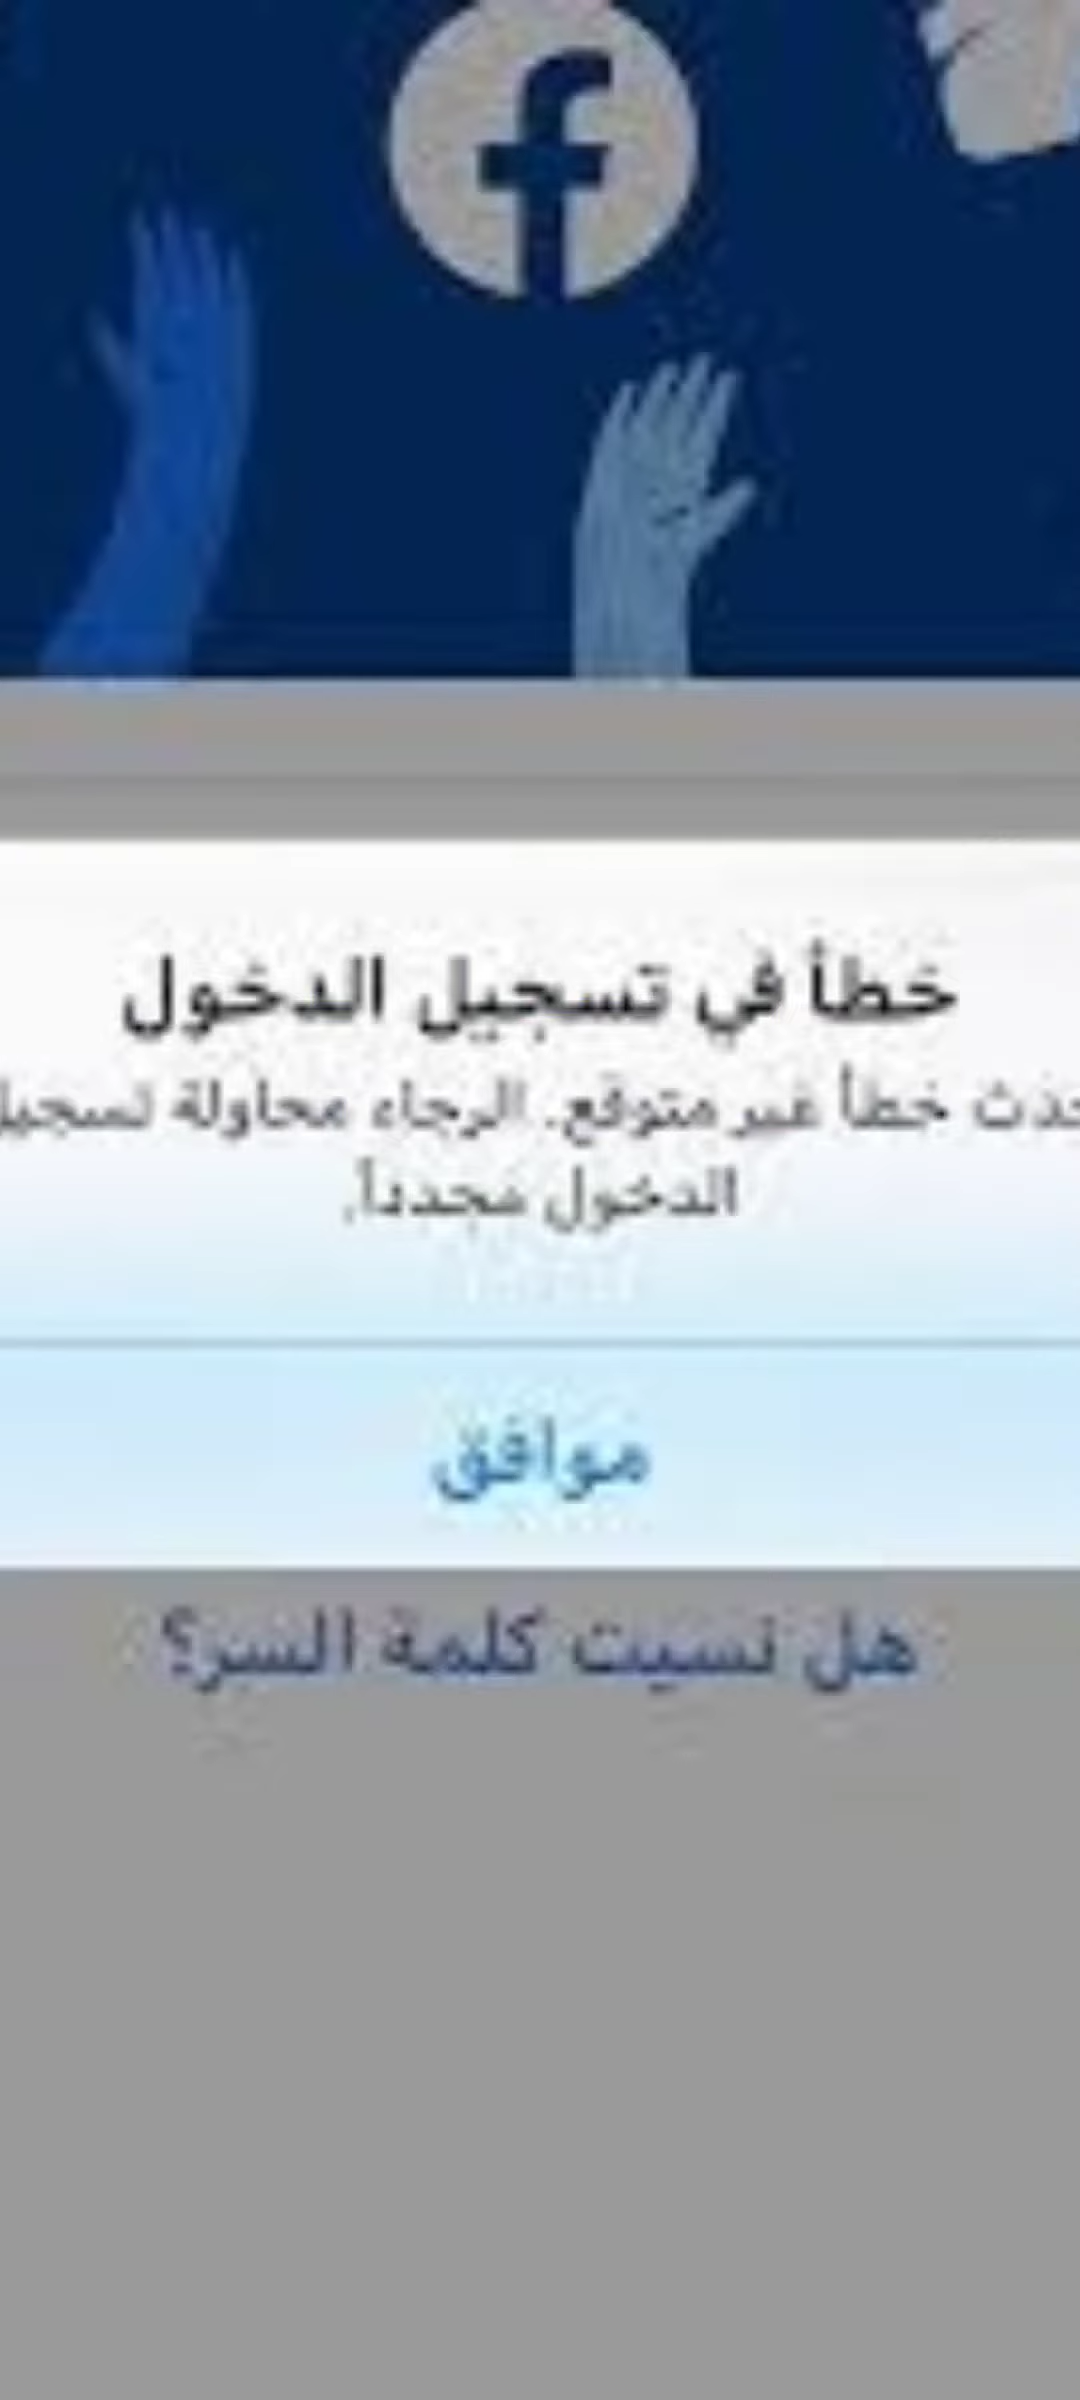 خطأ في تسجيل الدخول
حدث خطأ غير متوقع. الرجاء محاولة تسجيل
الدخول مجدداً.
موافق
هل نسيت كلمة السر؟